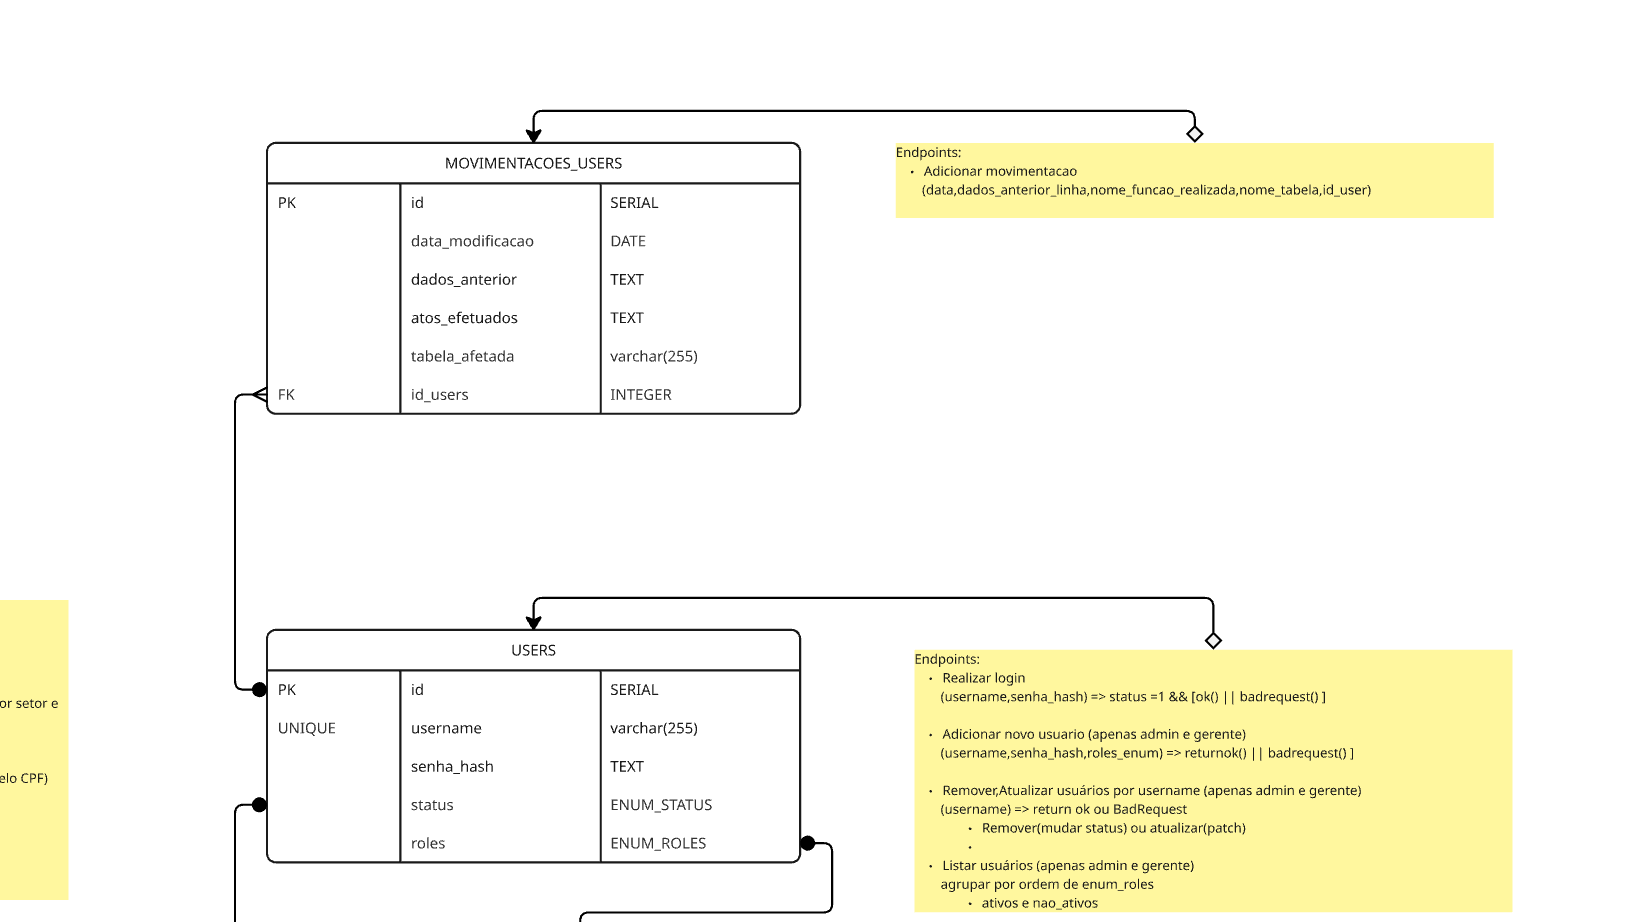 MOVIMENTACOES_USERS
PK id SERIAL
data_modificacao DATE
dados_anterior TEXT
atos_efetuados TEXT
tabela_afetada varchar(255)
FK id_users INTEGER
Endpoints:
• Adicionar movimentacao
(data,dados_anterior_linha,nome_funcao_realizada,nome_tabela,id_user)
or setor e
elo CPF)
USERS
PK id SERIAL
UNIQUE username varchar(255)
senha_hash TEXT
status ENUM_STATUS
roles ENUM_ROLES
Endpoints:
• Realizar login
(username,senha_hash) => status =1 && [ok() || badrequest() ]
• Adicionar novo usuario (apenas admin e gerente)
(username,senha_hash,roles_enum) => returnok() || badrequest() ]
• Remover,Atualizar usuários por username (apenas admin e gerente)
(username) => return ok ou BadRequest
• Remover(mudar status) ou atualizar(patch)
•
• Listar usuários (apenas admin e gerente)
agrupar por ordem de enum_roles
• ativos e nao_ativos